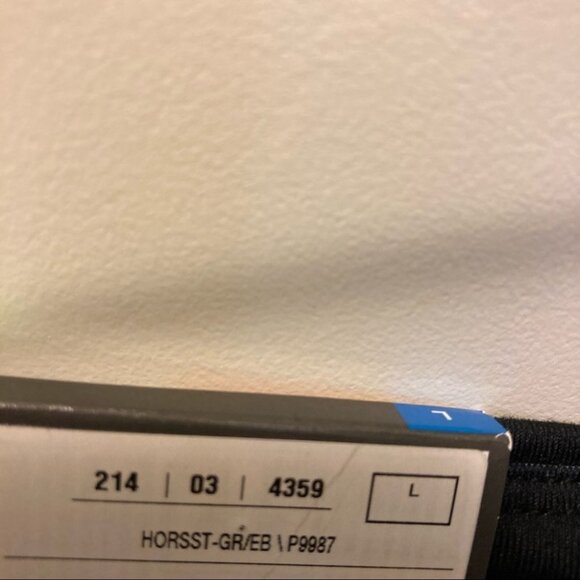 L
214 | 03 | 4359
L
HORSST-GR/EB \ P9987